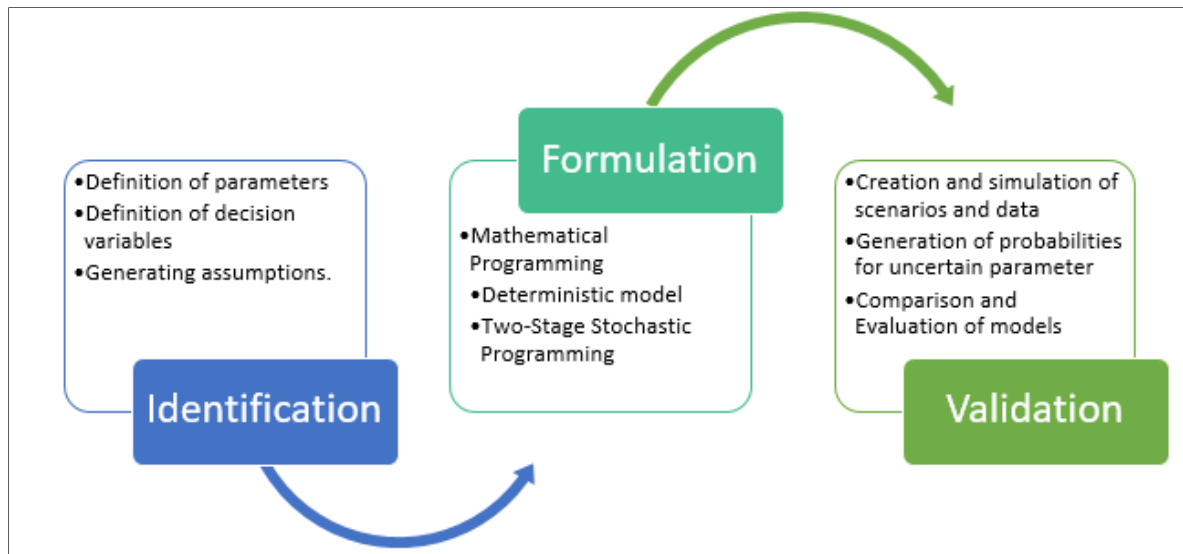 •Definition of parameters
•Definition of decision
variables
•Generating assumptions.
Identification
Formulation
•Mathematical
Programming
•Deterministic model
•Two-Stage Stochastic
Programming
•Creation and simulation of
scenarios and data
•Generation of probabilities
for uncertain parameter
•Comparison and
Evaluation of models
Validation